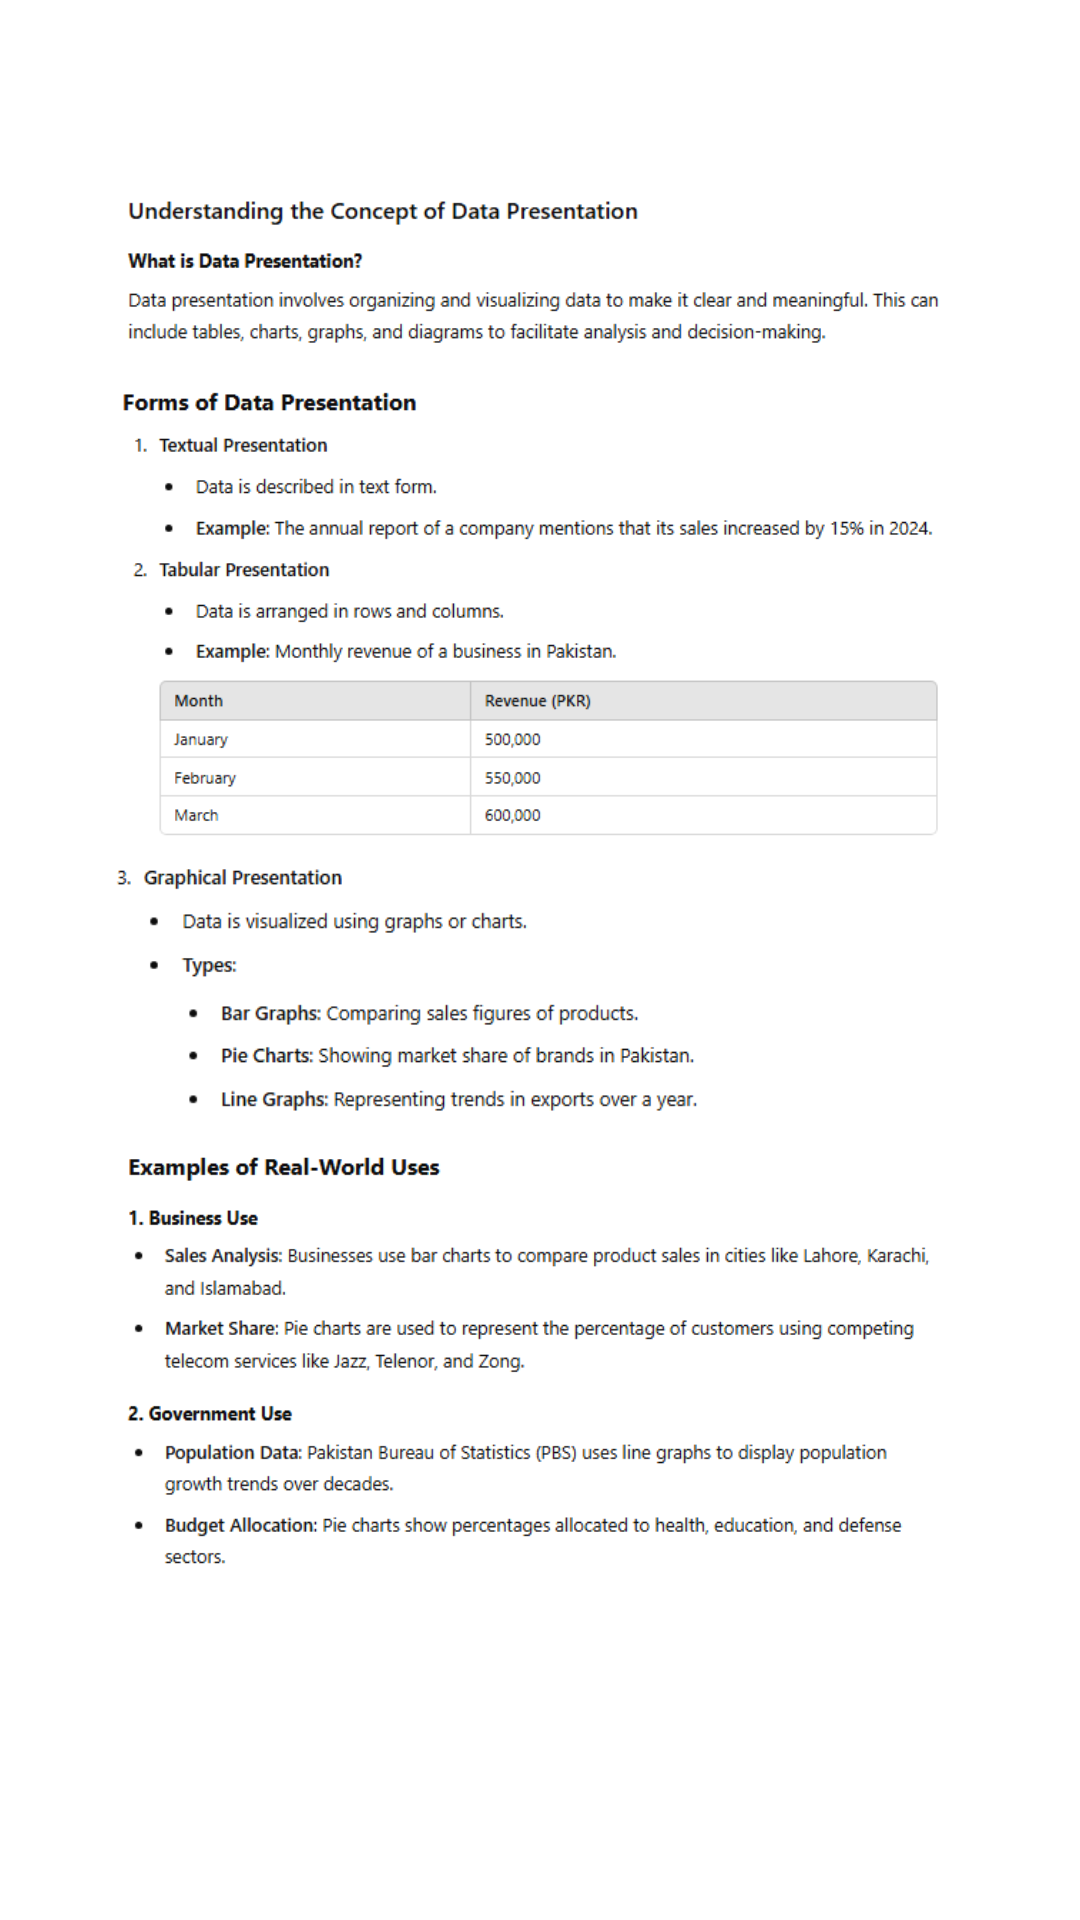 Understanding the Concept of Data Presentation
What is Data Presentation?
Data presentation involves organizing and visualizing data to make it clear and meaningful. This can
include tables, charts, graphs, and diagrams to facilitate analysis and decision-making.
Forms of Data Presentation
1. Textual Presentation
• Data is described in text form.
• Example: The annual report of a company mentions that its sales increased by 15% in 2024.
2. Tabular Presentation
• Data is arranged in rows and columns.
• Example: Monthly revenue of a business in Pakistan.
Month Revenue (PKR)
January 500,000
February 550,000
March 600,000
3. Graphical Presentation
• Data is visualized using graphs or charts.
• Types:
• Bar Graphs: Comparing sales figures of products.
• Pie Charts: Showing market share of brands in Pakistan.
• Line Graphs: Representing trends in exports over a year.
Examples of Real-World Uses
1. Business Use
• Sales Analysis: Businesses use bar charts to compare product sales in cities like Lahore, Karachi,
and Islamabad.
• Market Share: Pie charts are used to represent the percentage of customers using competing
telecom services like Jazz, Telenor, and Zong.
2. Government Use
• Population Data: Pakistan Bureau of Statistics (PBS) uses line graphs to display population
growth trends over decades.
• Budget Allocation: Pie charts show percentages allocated to health, education, and defense
sectors.